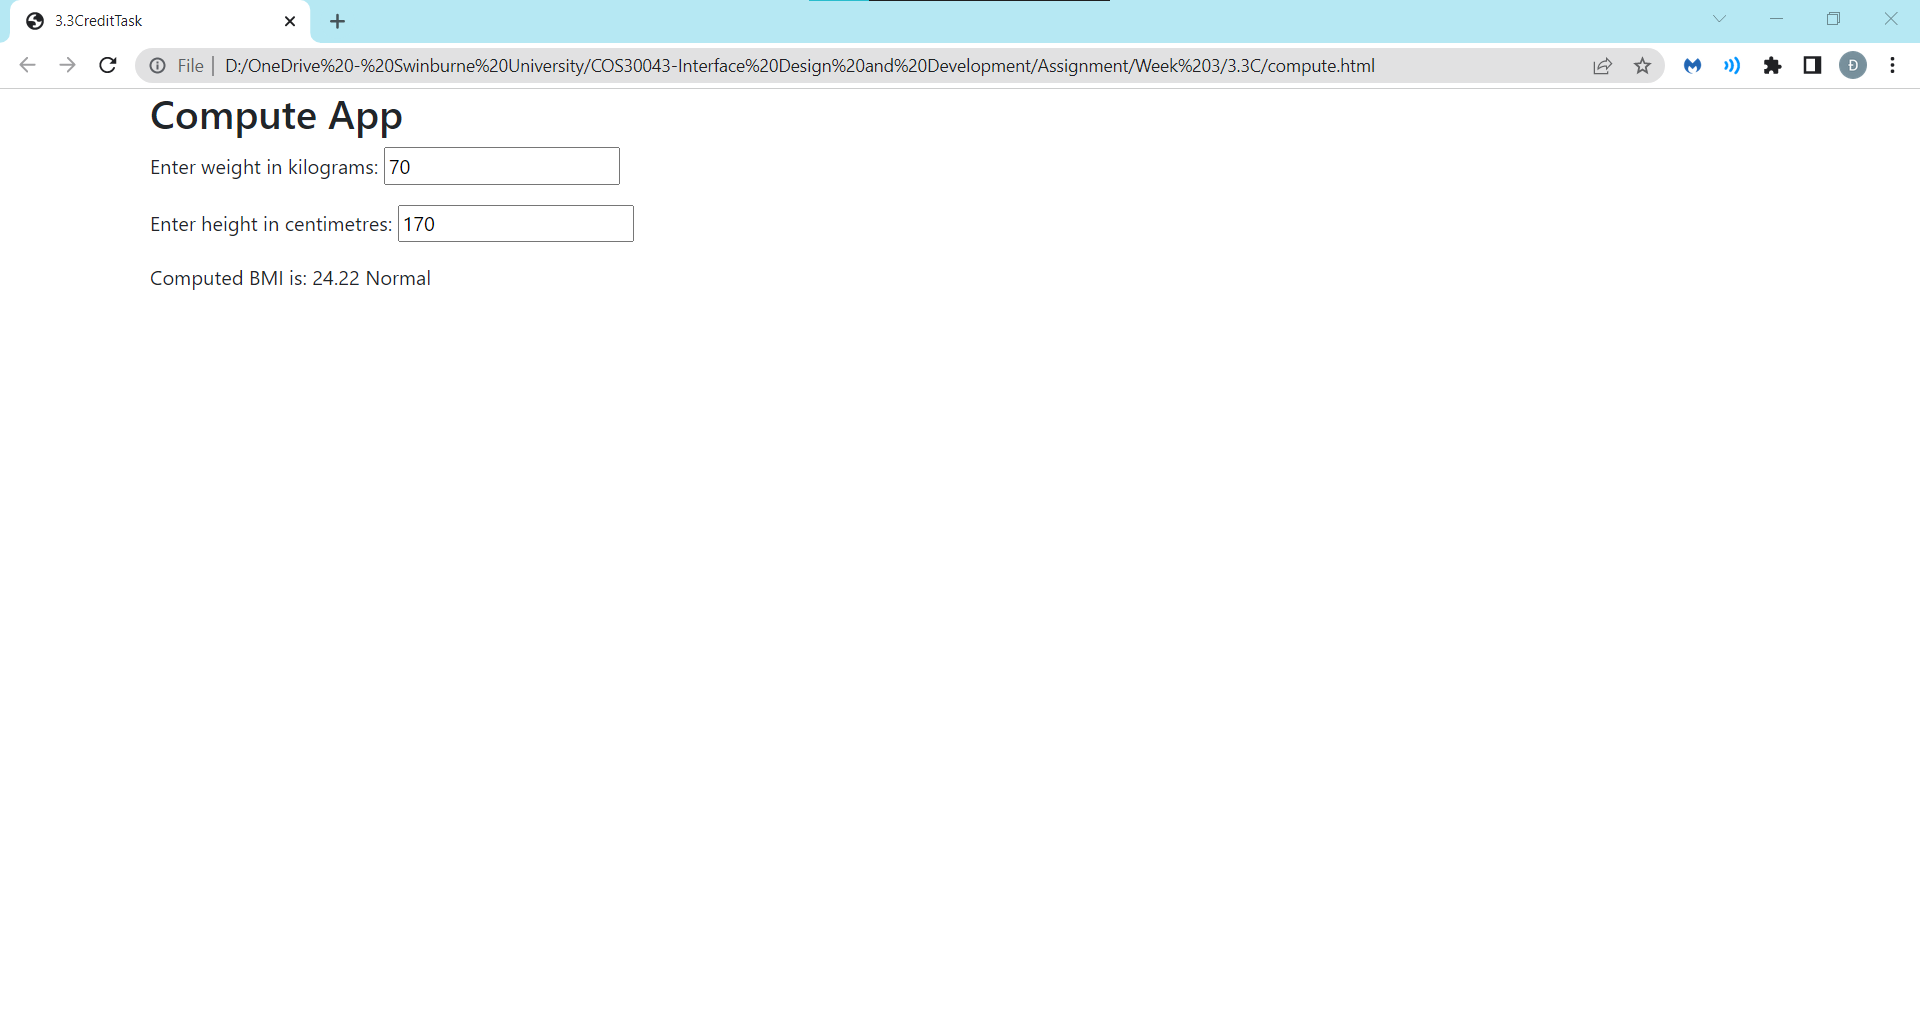 3.3CreditTask
File | D:/OneDrive%20-%20Swinburne%20University/COS30043-Interface%20Design%20and%20Development/Assignment/Week%203/3.3C/compute.html
Đ
Compute App
Enter weight in kilograms: 70
Enter height in centimetres: 170
Computed BMI is: 24.22 Normal